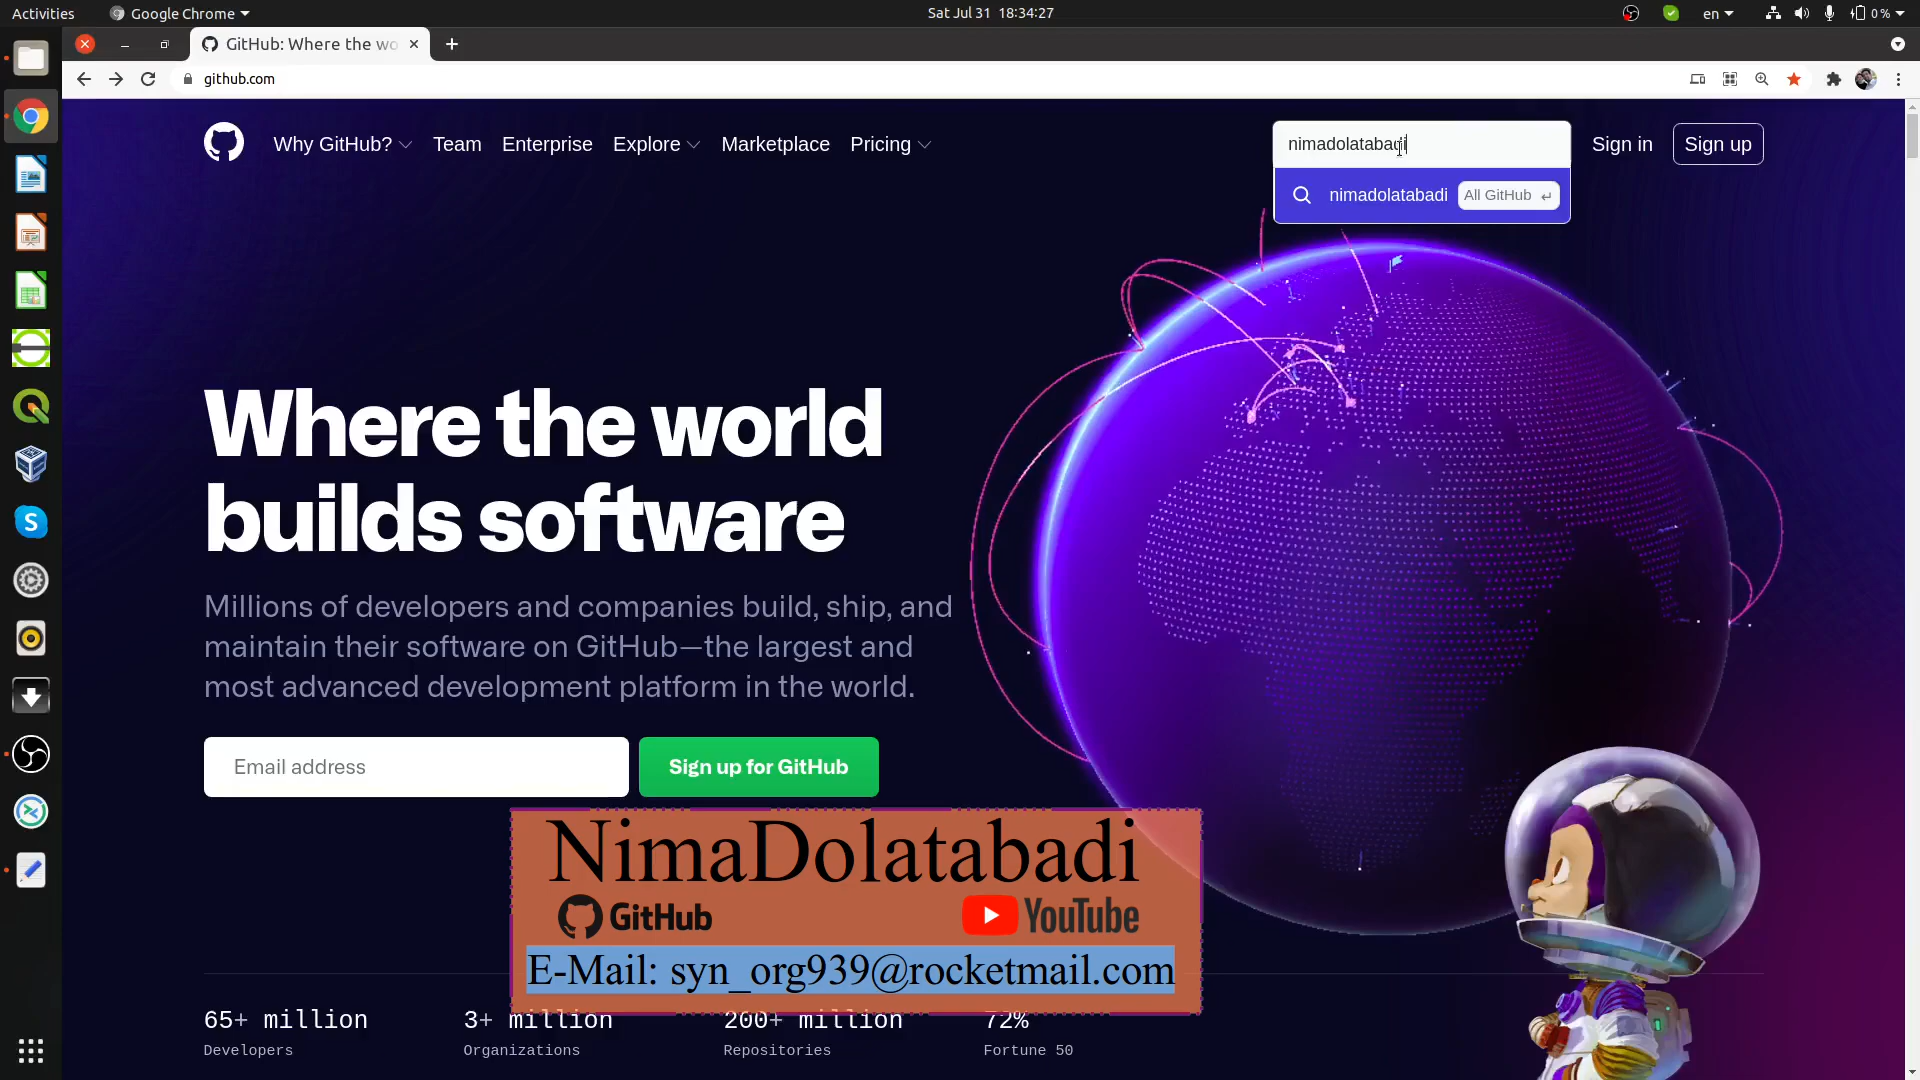 Activities
Google Chrome
Sat Jul 31 18:34:27
en
0 %
GitHub: Where the wo
github.com
Why GitHub?
Team
Enterprise
Explore
Marketplace
Pricing
nimadolatabadi
Sign in
Sign up
nimadolatabadi
All GitHub
Where the world
builds software
Millions of developers and companies build, ship, and
maintain their software on GitHub—the largest and
most advanced development platform in the world.
Email address
Sign up for GitHub
NimaDolatabadi
GitHub
YouTube
E-Mail: syn_org939@rocketmail.com
65+ million
3+ million
200+ million
72%
Developers
Organizations
Repositories
Fortune 50